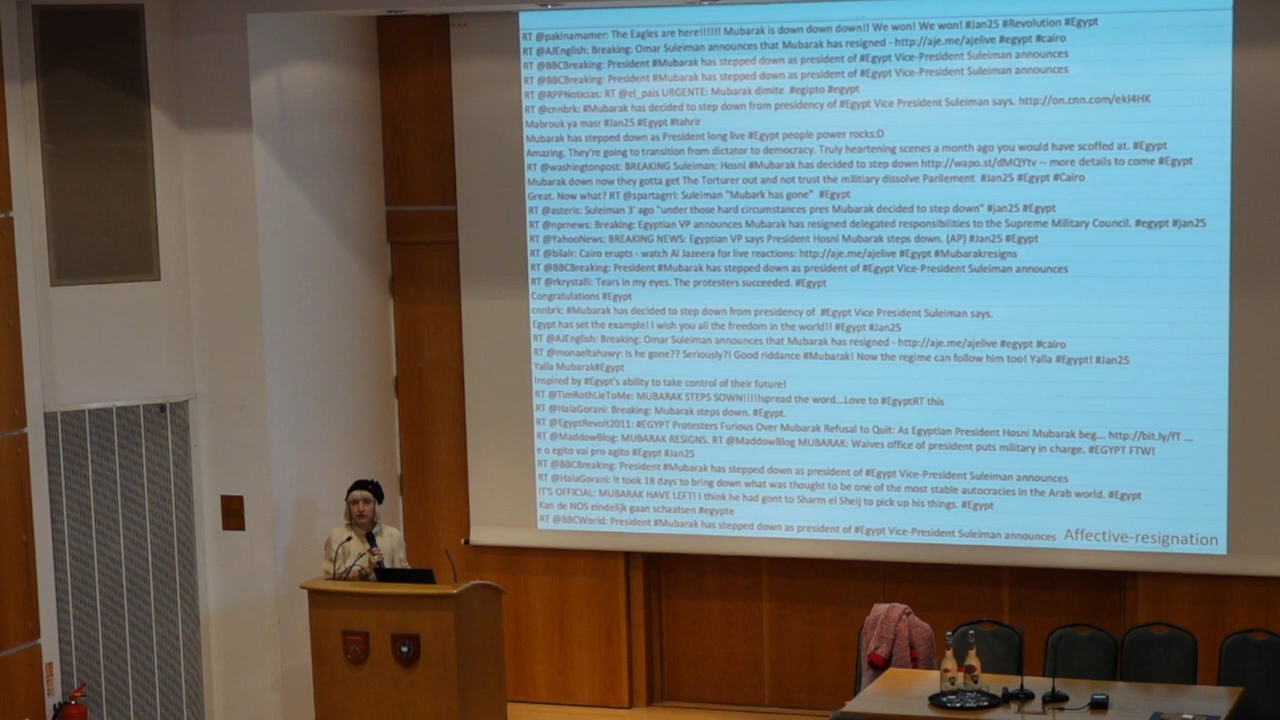 RT @pakinamamer: The Eagles are here!!!!!! Mubarak is down down down!! We won! We won! #Jan25 #Revolution #Egypt
RT @AJEnglish: Breaking: Omar Suleiman announces that Mubarak has resigned - http://aje.me/ajelive #egypt #cairo
RT @BBCBreaking: President #Mubarak has stepped down as president of #Egypt Vice-President Suleiman announces
RT @BBCBreaking: President #Mubarak has stepped down as president of #Egypt Vice-President Suleiman announces
RT @RPPNoticias: RT @el_pais URGENTE: Mubarak dimite #egipto #egypt
RT @cnnbrk: #Mubarak has decided to step down from presidency of #Egypt Vice President Suleiman says. http://on.cnn.com/ekI4HK
Mabrouk ya masr #Jan25 #Egypt #tahrir
Mubarak has stepped down as President long live #Egypt people power rocks:D
Amazing. They're going to transition from dictator to democracy. Truly heartening scenes a month ago you would have scoffed at. #Egypt
RT @washingtonpost: BREAKING Suleiman: Hosni #Mubarak has decided to step down http://wapo.st/dMQYtv -- more details to come #Egypt
Mubarak down now they gotta get The Torturer out and not trust the militiary dissolve Parilement #Jan25 #Egypt #Cairo
Great. Now what? RT @spartagrrl: Suleiman "Mubark has gone" #Egypt
RT @asteris: Suleiman 3' ago "under those hard circumstances pres Mubarak decided to step down" #jan25 #Egypt
RT @nprnews: Breaking: Egyptian VP announces Mubarak has resigned delegated responsibilities to the Supreme Military Council. #egypt #jan25
RT @YahooNews: BREAKING NEWS: Egyptian VP says President Hosni Mubarak steps down. (AP) #Jan25 #Egypt
RT @bilalr: Cairo erupts - watch Al Jazeera for live reactions: http://aje.me/ajelive #Egypt #Mubarakresigns
RT @BBCBreaking: President #Mubarak has stepped down as president of #Egypt Vice-President Suleiman announces
RT @rkrystalli: Tears in my eyes. The protesters succeeded. #Egypt
Congratulations #Egypt
cnnbrk: #Mubarak has decided to step down from presidency of #Egypt Vice President Suleiman says.
Egypt has set the example! I wish you all the freedom in the world!! #Egypt #Jan25
RT @AJEnglish: Breaking: Omar Suleiman announces that Mubarak has resigned - http://aje.me/ajelive #egypt #cairo
RT @monaeltahawy: Is he gone?? Seriously?! Good riddance #Mubarak! Now the regime can follow him too! Yalla #Egypt! #Jan25
Yalla Mubarak#Egypt
Inspired by #Egypt's ability to take control of their future!
RT @TimRothLieToMe: MUBARAK STEPS SOWN!!!!!spread the word...Love to #EgyptRT this
RT @HalaGorani: Breaking: Mubarak steps down. #Egypt.
RT @EgyptRevolt2011: #EGYPT Protesters Furious Over Mubarak Refusal to Quit: As Egyptian President Hosni Mubarak beg... http://bit.ly/fT ...
RT @MaddowBlog: MUBARAK RESIGNS. RT @MaddowBlog MUBARAK: Waives office of president puts military in charge. #EGYPT FTW!
e o egito vai pro agito #Egypt #Jan25
RT @BBCBreaking: President #Mubarak has stepped down as president of #Egypt Vice-President Suleiman announces
RT @HalaGorani: It took 18 days to bring down what was thought to be one of the most stable autocracies in the Arab world. #Egypt
IT'S OFFICIAL: MUBARAK HAVE LEFT! I think he had gont to Sharm el Sheij to pick up his things. #Egypt
Kan de NOS eindelijk gaan schaatsen #egypte
RT @BBCWorld: President #Mubarak has stepped down as president of #Egypt Vice-President Suleiman announces
Affective-resignation